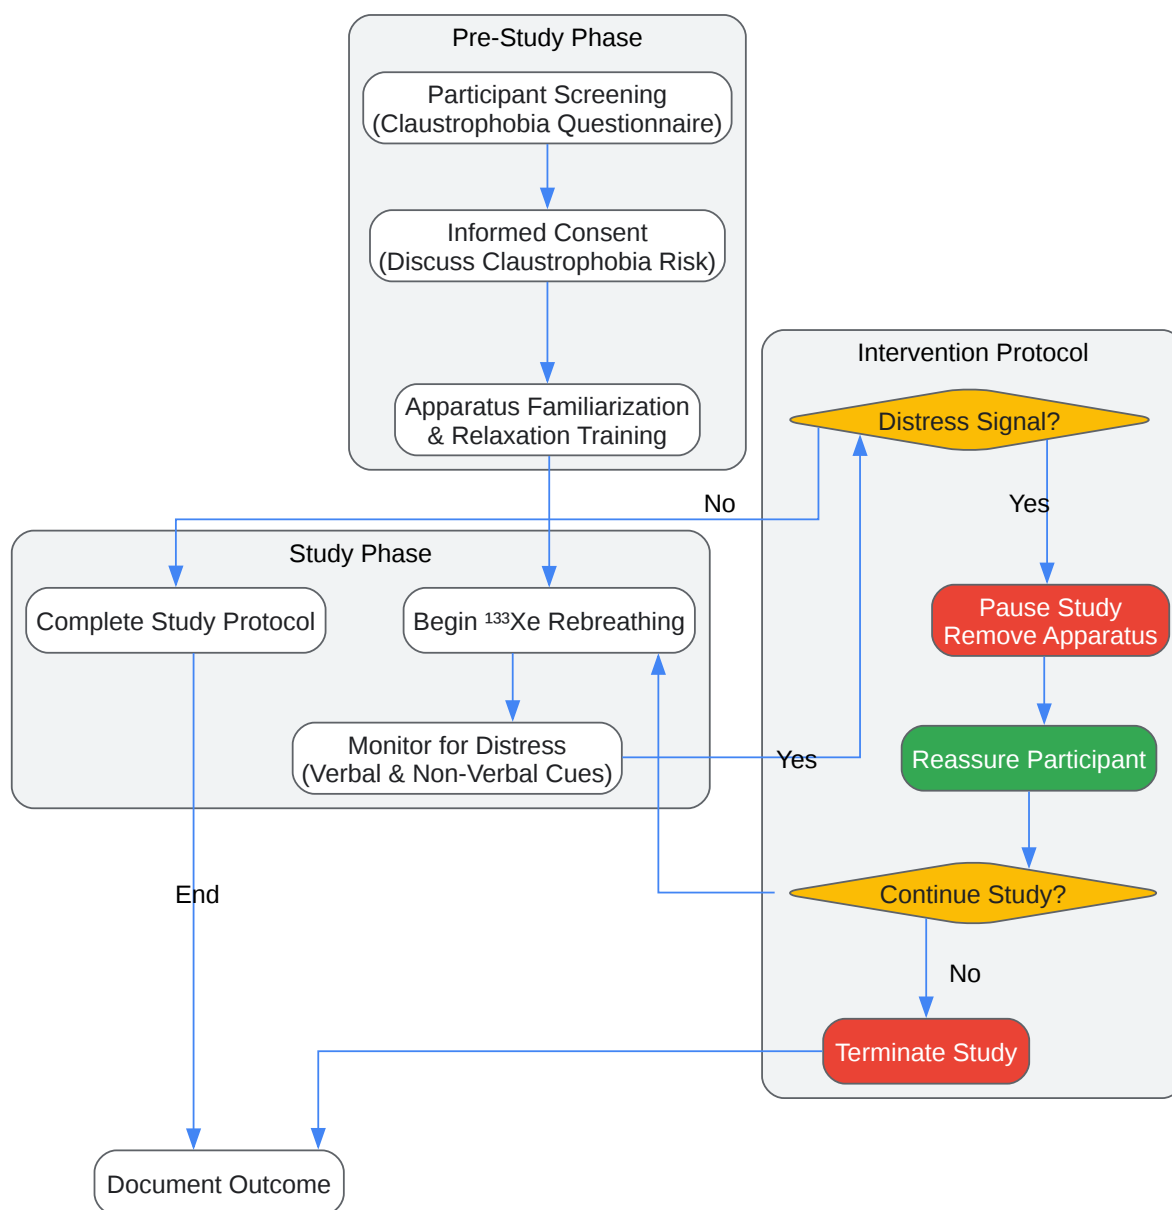 Pre-Study Phase
Participant Screening
(Claustrophobia Questionnaire)
Informed Consent
(Discuss Claustrophobia Risk)
Apparatus Familiarization
& Relaxation Training
Intervention Protocol
Distress Signal?
No
Yes
Study Phase
Complete Study Protocol
Begin ¹³³Xe Rebreathing
Pause Study
Remove Apparatus
Monitor for Distress
(Verbal & Non-Verbal Cues)
Yes
Reassure Participant
End
Continue Study?
No
Terminate Study
Document Outcome